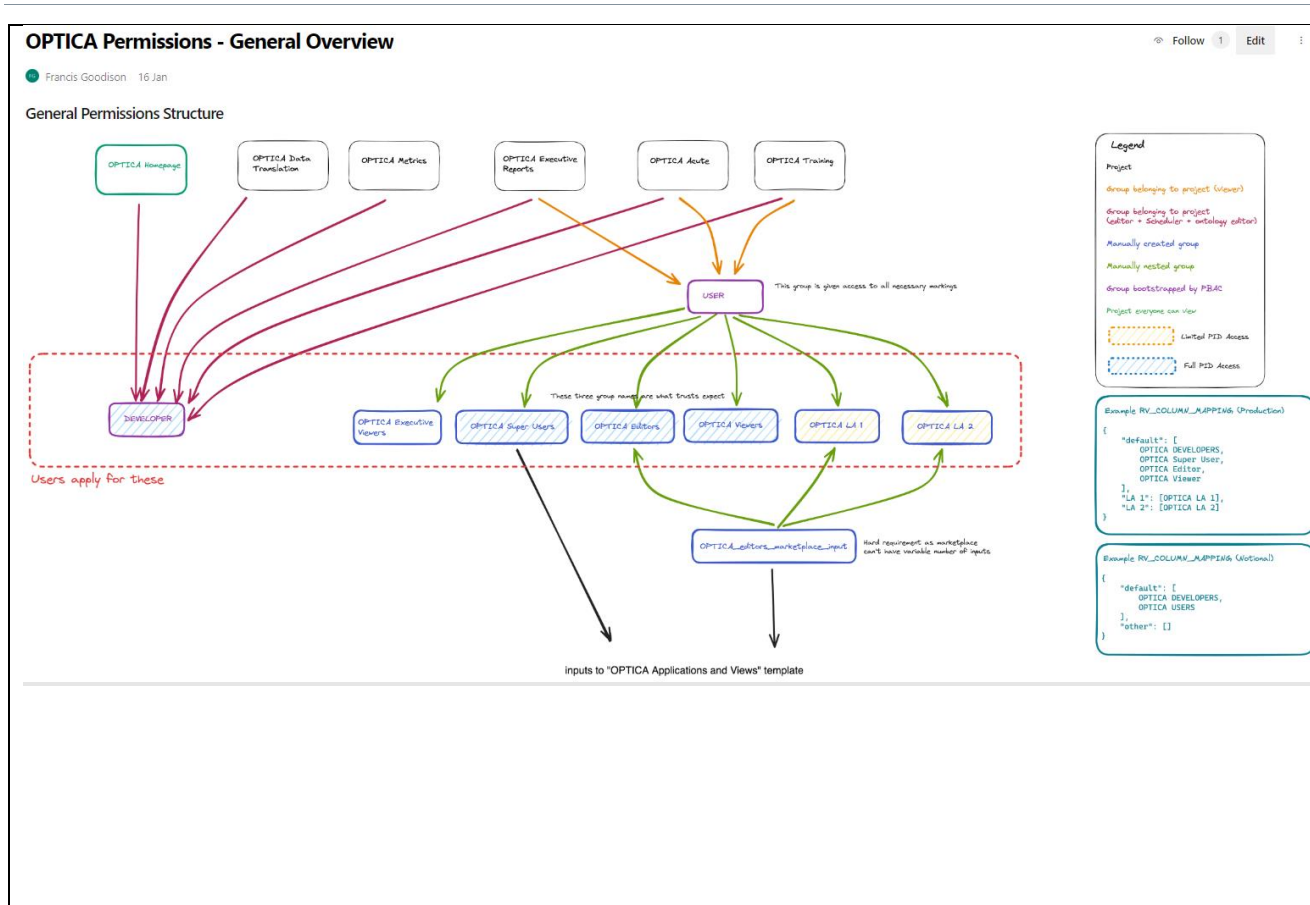 OPTICA Permissions - General Overview
Follow 1 Edit
FG Francis Goodison 16 Jan
General Permissions Structure
OPTICA Homepage
OPTICA Data
Translation
OPTICA Metrics
OPTICA Executive
Reports
OPTICA Acute
OPTICA Training
USER
This group is given access to all necessary markings
DEVELOPER
These three group names are what trusts expect
OPTICA Executive
Viewers
OPTICA Super Users
OPTICA Editors
OPTICA Viewers
OPTICA LA 1
OPTICA LA 2
Users apply for these
OPTICA_editors_marketplace_input
Hard requirement as marketplace
can't have variable number of inputs
inputs to "OPTICA Applications and Views" template
Legend
Project
Group belonging to project (viewer)
Group belonging to project
(editor + Scheduler + ontology editor)
Manually created group
Manually nested group
Group bootstrapped by PBAC
Project everyone can view
Limited PID Access
Full PID Access
Example RV_COLUMN_MAPPING (Production)
{
"default": [
OPTICA DEVELOPERS,
OPTICA Super User,
OPTICA Editor,
OPTICA Viewer
],
"LA 1": [OPTICA LA 1],
"LA 2": [OPTICA LA 2]
}
Example RV_COLUMN_MAPPING (Notional)
{
"default": [
OPTICA DEVELOPERS,
OPTICA USERS
],
"other": []
}